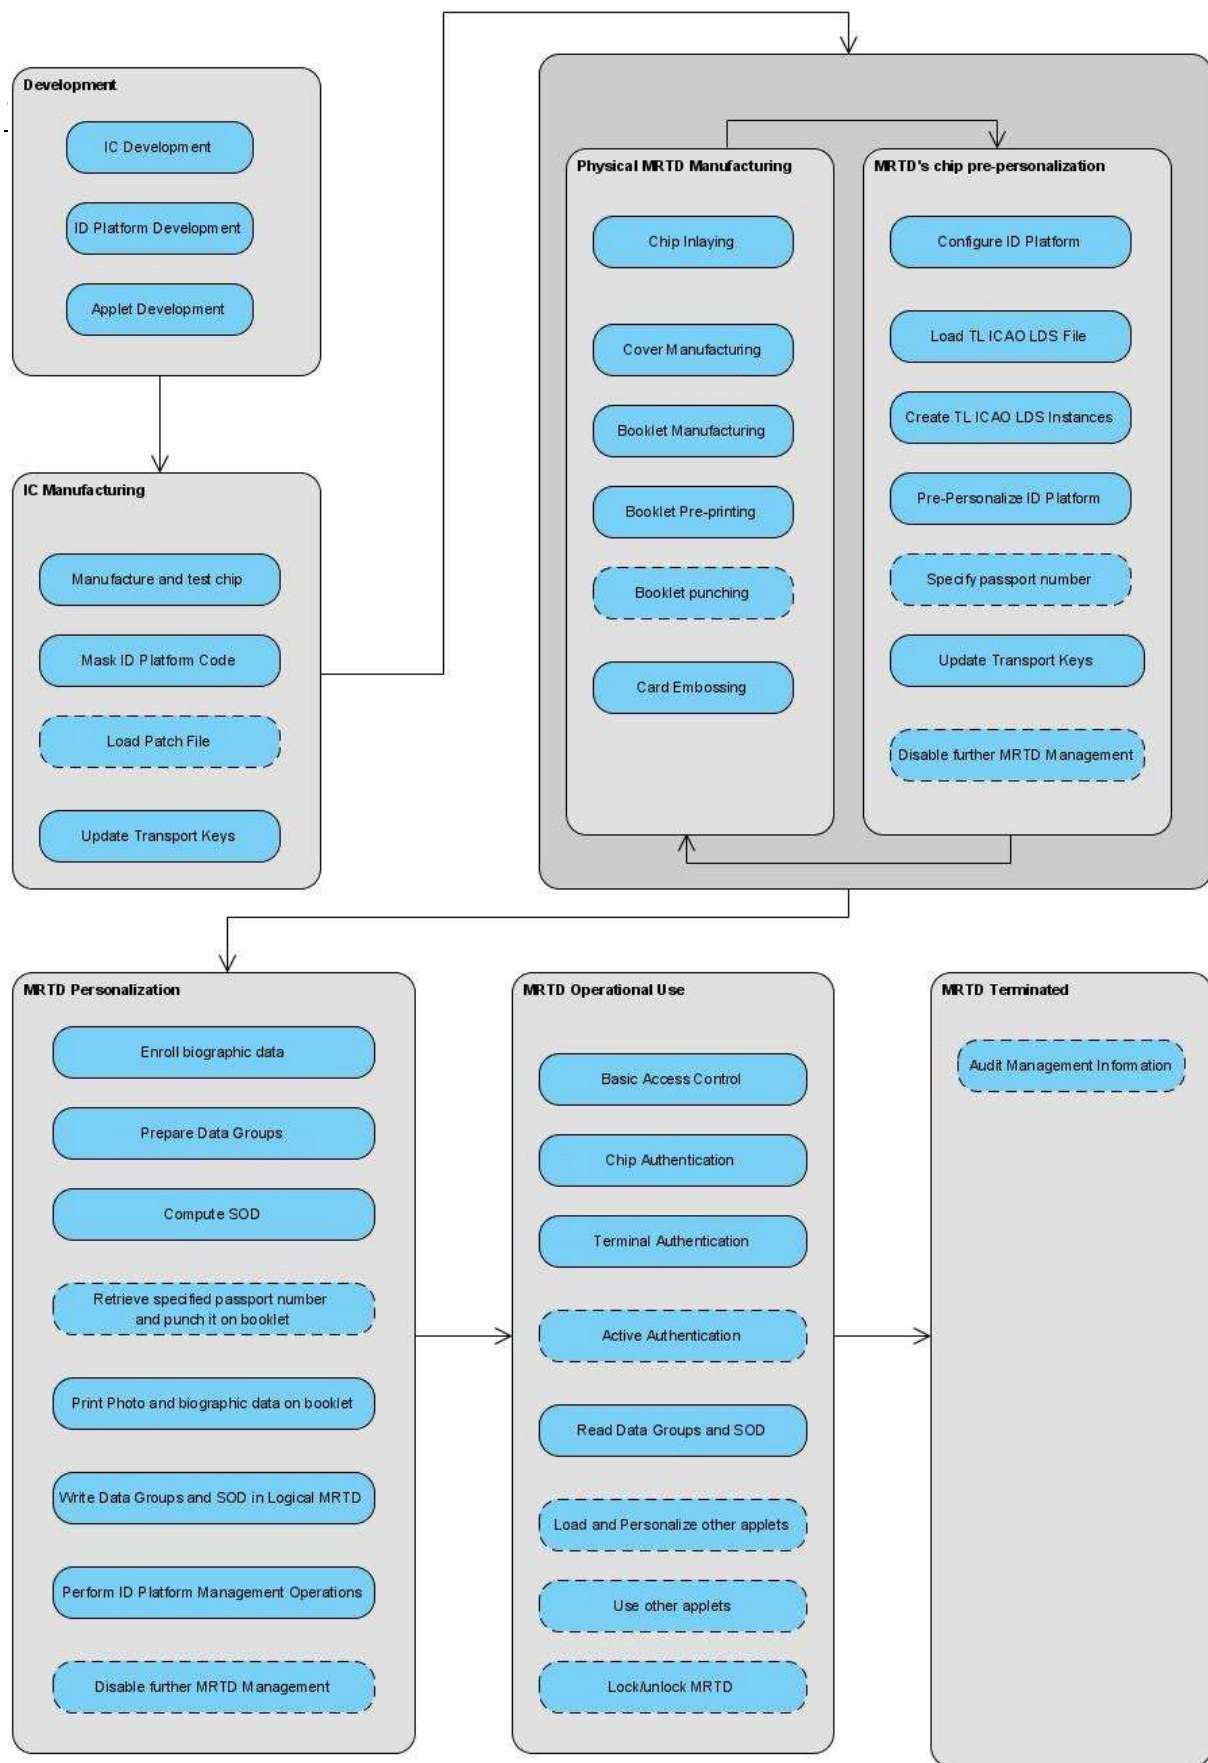 Development
IC Development
ID Platform Development
Applet Development
IC Manufacturing
Manufacture and test chip
Mask ID Platform Code
Load Patch File
Update Transport Keys
Physical MRTD Manufacturing
Chip Inlaying
Cover Manufacturing
Booklet Manufacturing
Booklet Pre-printing
Booklet punching
Card Embossing
MRTD's chip pre-personalization
Configure ID Platform
Load TL ICAO LDS File
Create TL ICAO LDS Instances
Pre-Personalize ID Platform
Specify passport number
Update Transport Keys
Disable further MRTD Management
MRTD Personalization
Enroll biographic data
Prepare Data Groups
Compute SOD
Retrieve specified passport number
and punch it on booklet
Print Photo and biographic data on booklet
Write Data Groups and SOD in Logical MRTD
Perform ID Platform Management Operations
Disable further MRTD Management
MRTD Operational Use
Basic Access Control
Chip Authentication
Terminal Authentication
Active Authentication
Read Data Groups and SOD
Load and Personalize other applets
Use other applets
Lock/unlock MRTD
MRTD Terminated
Audit Management Information